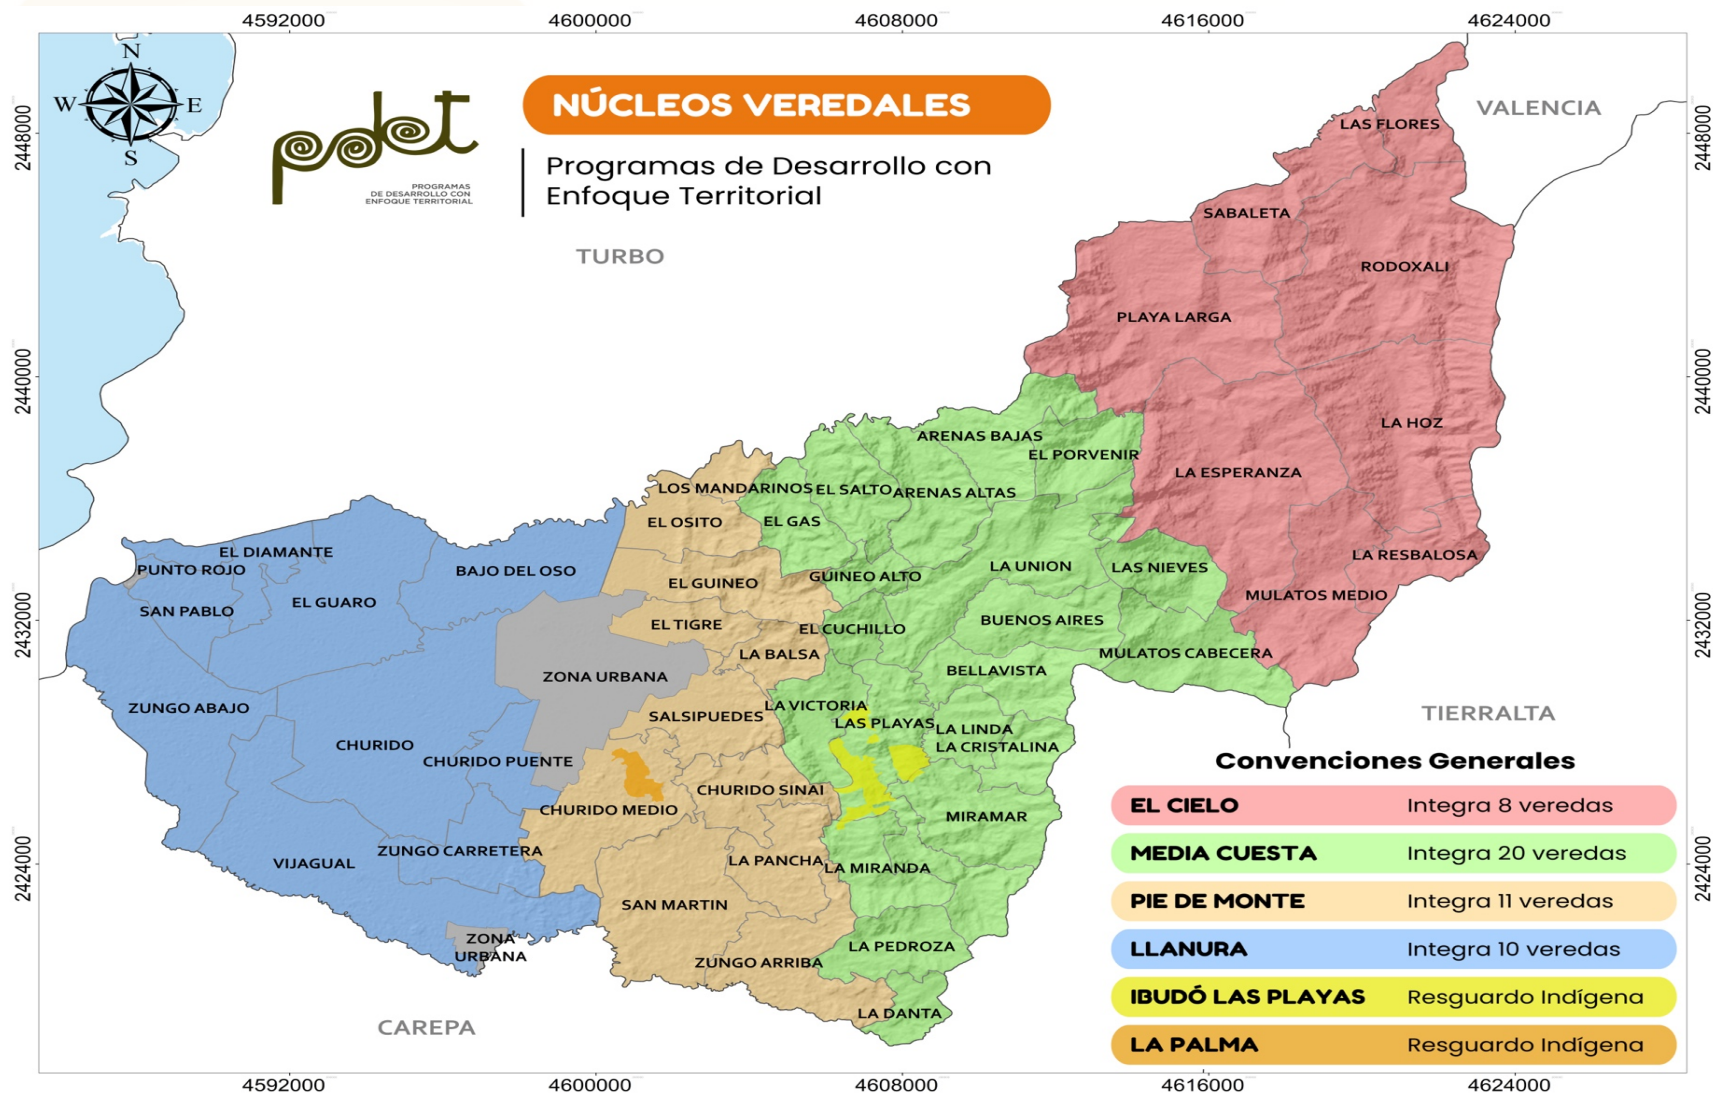 4592000 4600000 4608000 4616000 4624000
N
W E
S
pdet
PROGRAMAS
DE DESARROLLO CON
ENFOQUE TERRITORIAL
NÚCLEOS VEREDALES
Programas de Desarrollo con
Enfoque Territorial
2448000
2440000
2432000
2424000
2448000
2440000
2432000
2424000
VALENCIA
TURBO
TIERRALTA
CAREPA
LAS FLORES
SABALETA
RODOXALI
PLAYA LARGA
LA HOZ
LA ESPERANZA
LA RESBALOSA
MULATOS MEDIO
ARENAS BAJAS
EL PORVENIR
LOS MANDARINOS
EL SALTO
ARENAS ALTAS
EL OSITO
EL GAS
EL DIAMANTE
PUNTO ROJO
BAJO DEL OSO
EL GUINEO
GUINEO ALTO
LA UNION
LAS NIEVES
SAN PABLO
EL GUARO
EL TIGRE
EL CUCHILLO
BUENOS AIRES
LA BALSA
MULATOS CABECERA
ZONA URBANA
BELLAVISTA
ZUNGO ABAJO
SALSIPUEDES
LA VICTORIA
LAS PLAYAS
LA LINDA
LA CRISTALINA
CHURIDO
CHURIDO PUENTE
CHURIDO SINAI
CHURIDO MEDIO
MIRAMAR
VIJAGUAL
ZUNGO CARRETERA
LA PANCHA
LA MIRANDA
SAN MARTIN
ZONA
URBANA
LA PEDROZA
ZUNGO ARRIBA
LA DANTA
Convenciones Generales
EL CIELO Integra 8 veredas
MEDIA CUESTA Integra 20 veredas
PIE DE MONTE Integra 11 veredas
LLANURA Integra 10 veredas
IBUDÓ LAS PLAYAS Resguardo Indígena
LA PALMA Resguardo Indígena
4592000 4600000 4608000 4616000 4624000